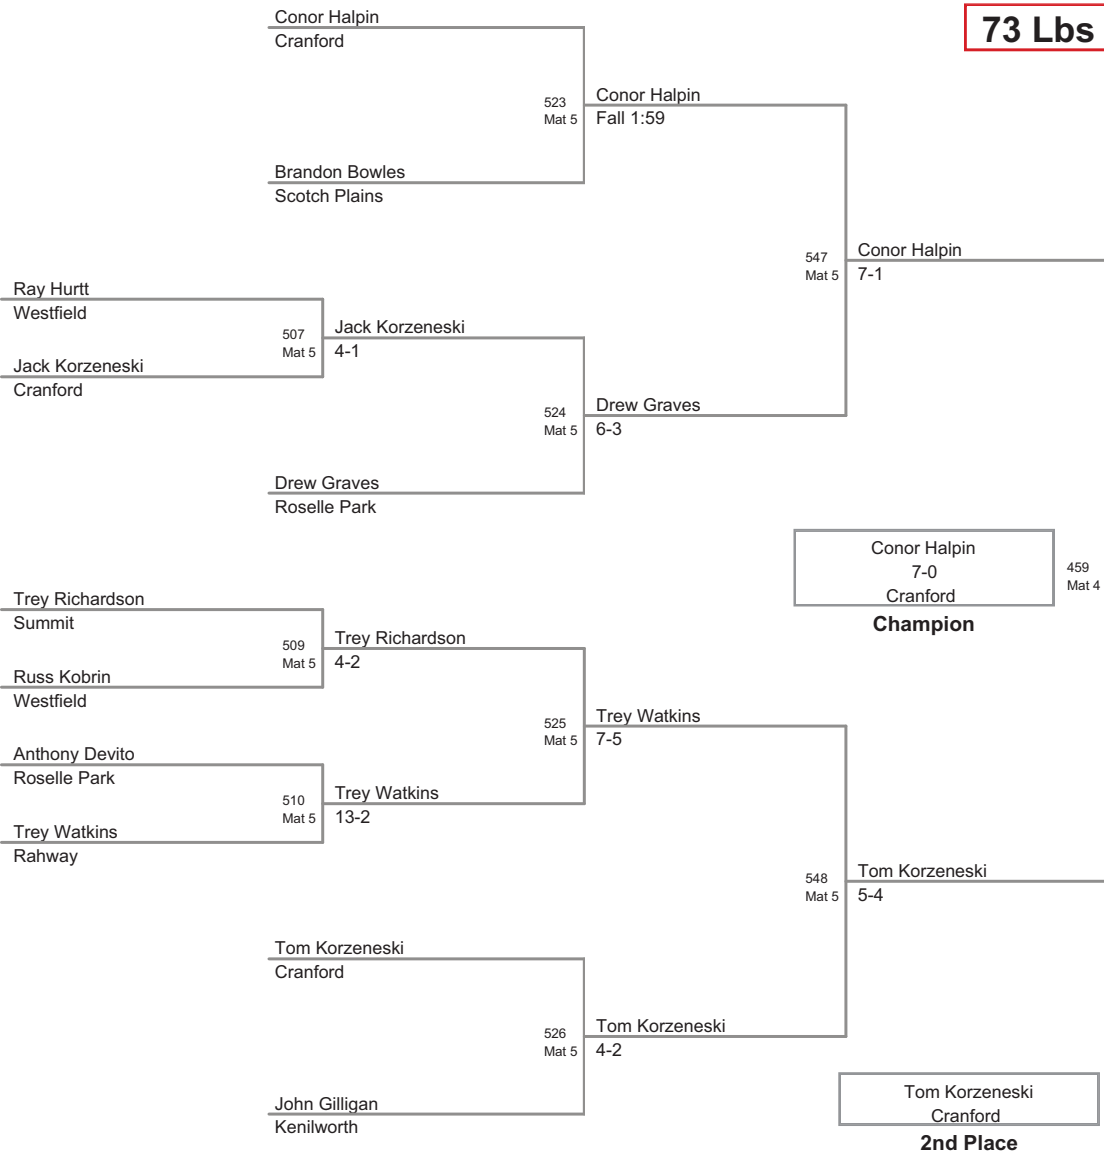 Conor Halpin
Cranford
73 Lbs
523
Mat 5
Conor Halpin
Fall 1:59
Brandon Bowles
Scotch Plains
547
Mat 5
Conor Halpin
7-1
Ray Hurtt
Westfield
507
Mat 5
Jack Korzeneski
4-1
Jack Korzeneski
Cranford
524
Mat 5
Drew Graves
6-3
Drew Graves
Roselle Park
Conor Halpin
7-0
Cranford
459
Mat 4
Champion
Trey Richardson
Summit
509
Mat 5
Trey Richardson
4-2
Russ Kobrin
Westfield
525
Mat 5
Trey Watkins
7-5
Anthony Devito
Roselle Park
510
Mat 5
Trey Watkins
13-2
Trey Watkins
Rahway
548
Mat 5
Tom Korzeneski
5-4
Tom Korzeneski
Cranford
526
Mat 5
Tom Korzeneski
4-2
John Gilligan
Kenilworth
Tom Korzeneski
Cranford
2nd Place